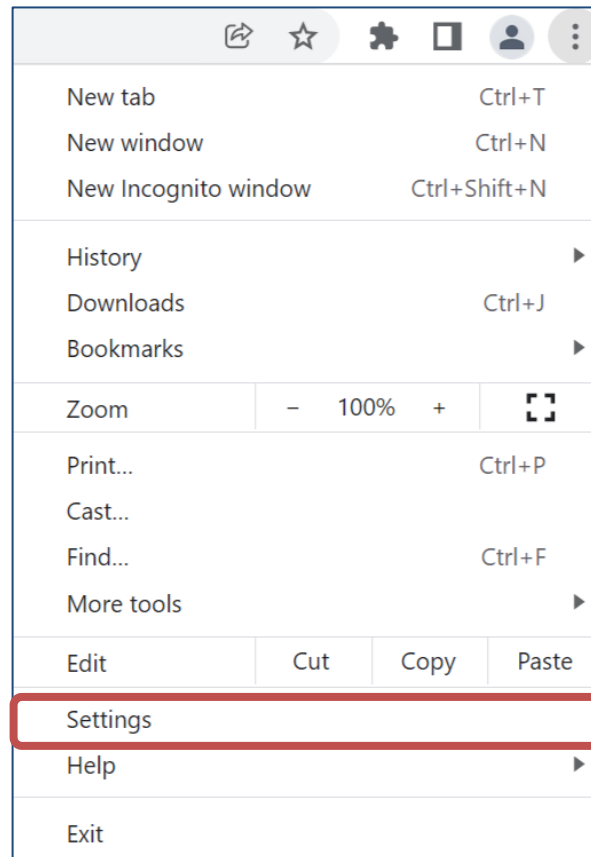 New tab Ctrl+T
New window Ctrl+N
New Incognito window Ctrl+Shift+N
History
Downloads Ctrl+J
Bookmarks
Zoom − 100% +
Print... Ctrl+P
Cast...
Find... Ctrl+F
More tools
Edit Cut Copy Paste
Settings
Help
Exit